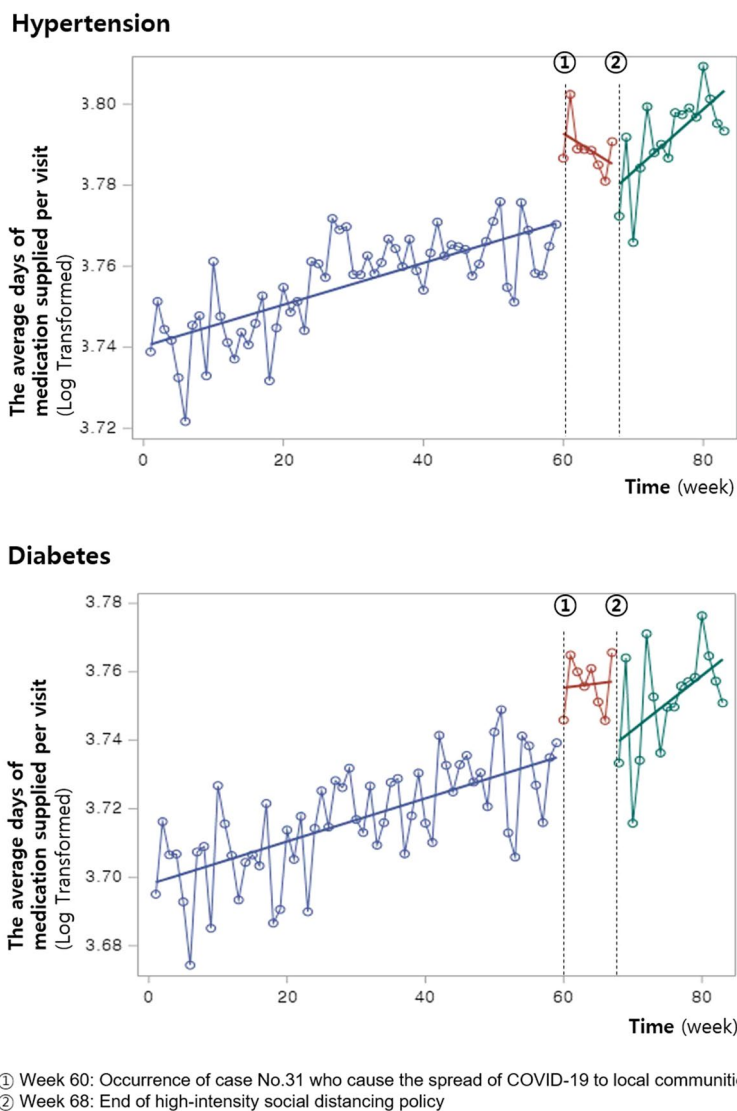 Hypertension
① ②
3.80
3.78
3.76
3.74
3.72
The average days of
medication supplied per visit
(Log Transformed)
0 20 40 60 80
Time (week)
Diabetes
① ②
3.78
3.76
3.74
3.72
3.70
3.68
The average days of
medication supplied per visit
(Log Transformed)
0 20 40 60 80
Time (week)
① Week 60: Occurrence of case No.31 who cause the spread of COVID-19 to local communiti
② Week 68: End of high-intensity social distancing policy